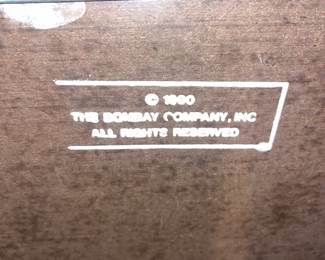 © 1990
THE BOMBAY COMPANY, INC
ALL RIGHTS RESERVED